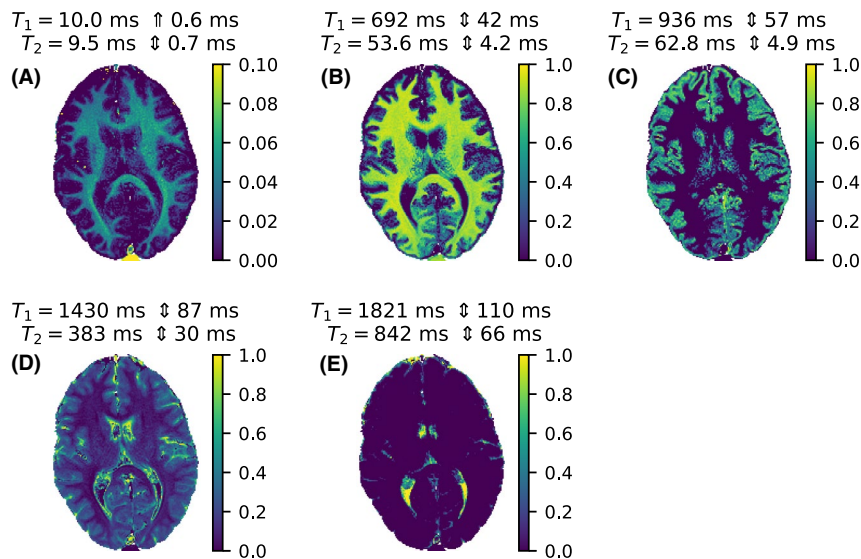 T₁ = 10.0 ms ⇑ 0.6 ms
T₂ = 9.5 ms ⇕ 0.7 ms
(A)
0.10
0.08
0.06
0.04
0.02
0.00
T₁ = 692 ms ⇕ 42 ms
T₂ = 53.6 ms ⇕ 4.2 ms
(B)
1.0
0.8
0.6
0.4
0.2
0.0
T₁ = 936 ms ⇕ 57 ms
T₂ = 62.8 ms ⇕ 4.9 ms
(C)
1.0
0.8
0.6
0.4
0.2
0.0
T₁ = 1430 ms ⇕ 87 ms
T₂ = 383 ms ⇕ 30 ms
(D)
1.0
0.8
0.6
0.4
0.2
0.0
T₁ = 1821 ms ⇕ 110 ms
T₂ = 842 ms ⇕ 66 ms
(E)
1.0
0.8
0.6
0.4
0.2
0.0